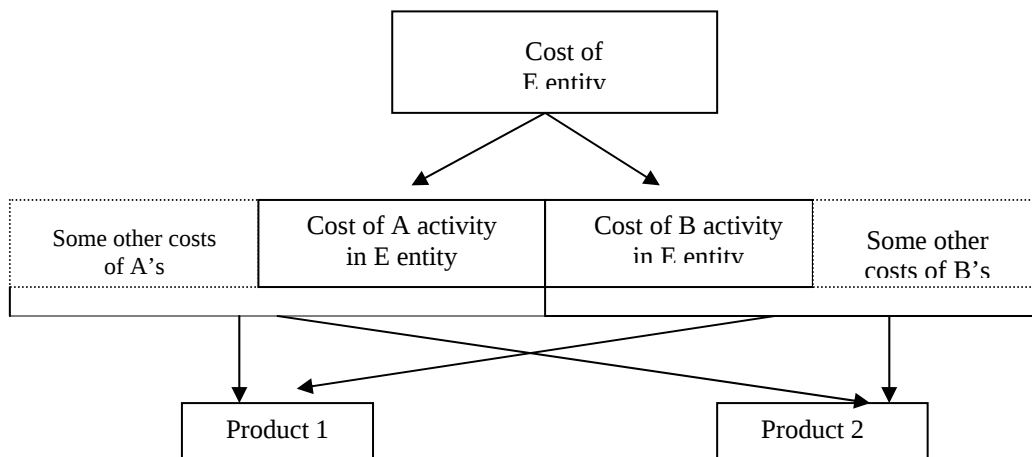 Cost of
E entity
Some other costs
of A's
Cost of A activity
in E entity
Cost of B activity
in E entity
Some other
costs of B's
Product 1
Product 2